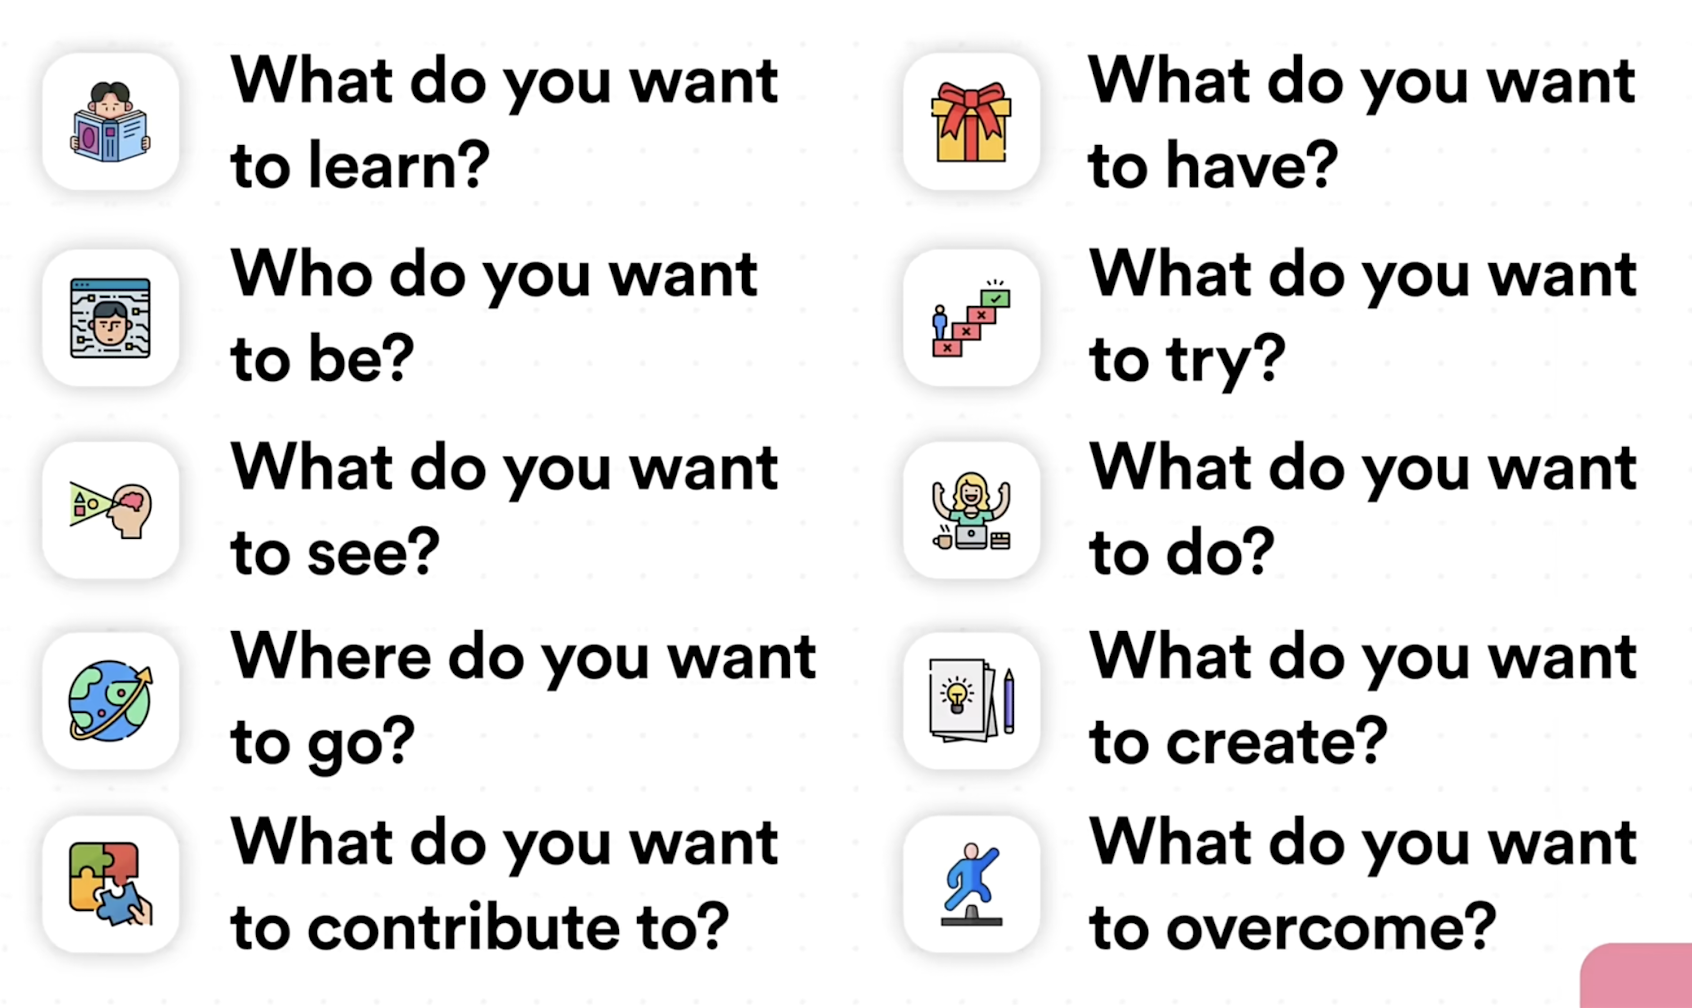 What do you want
to learn?
Who do you want
to be?
What do you want
to see?
Where do you want
to go?
What do you want
to contribute to?
What do you want
to have?
What do you want
to try?
What do you want
to do?
What do you want
to create?
What do you want
to overcome?